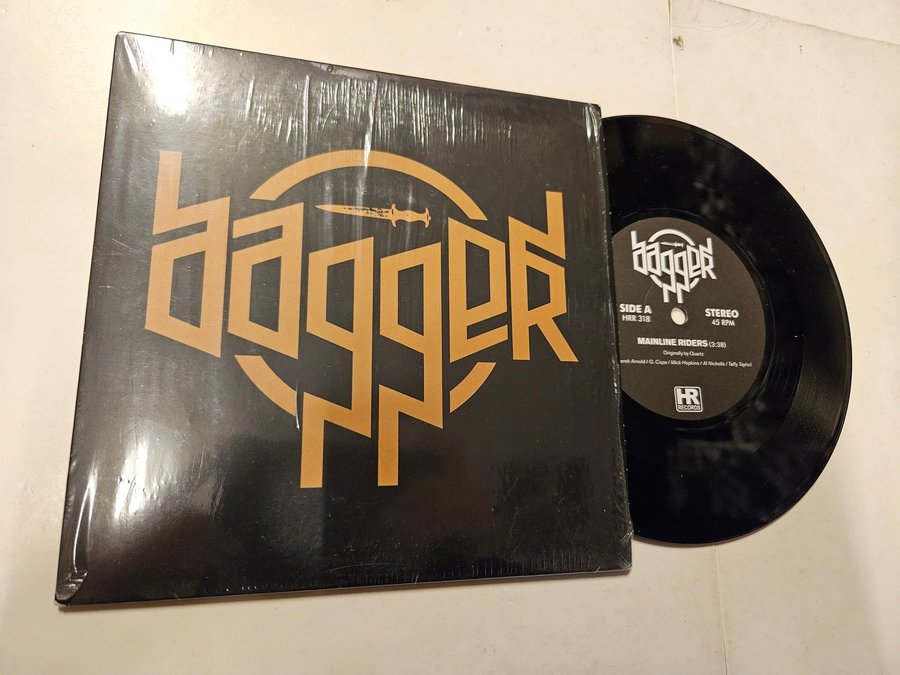 DaggeR
DaggeR
SIDE A STEREO
HRR 318 45 RPM
MAINLINE RIDERS (3:38)
Originally by Quartz
Arnold / G. Cope / Mick Hopkins / Al Nicholls / Taffy Taylor)
HR
RECORDS